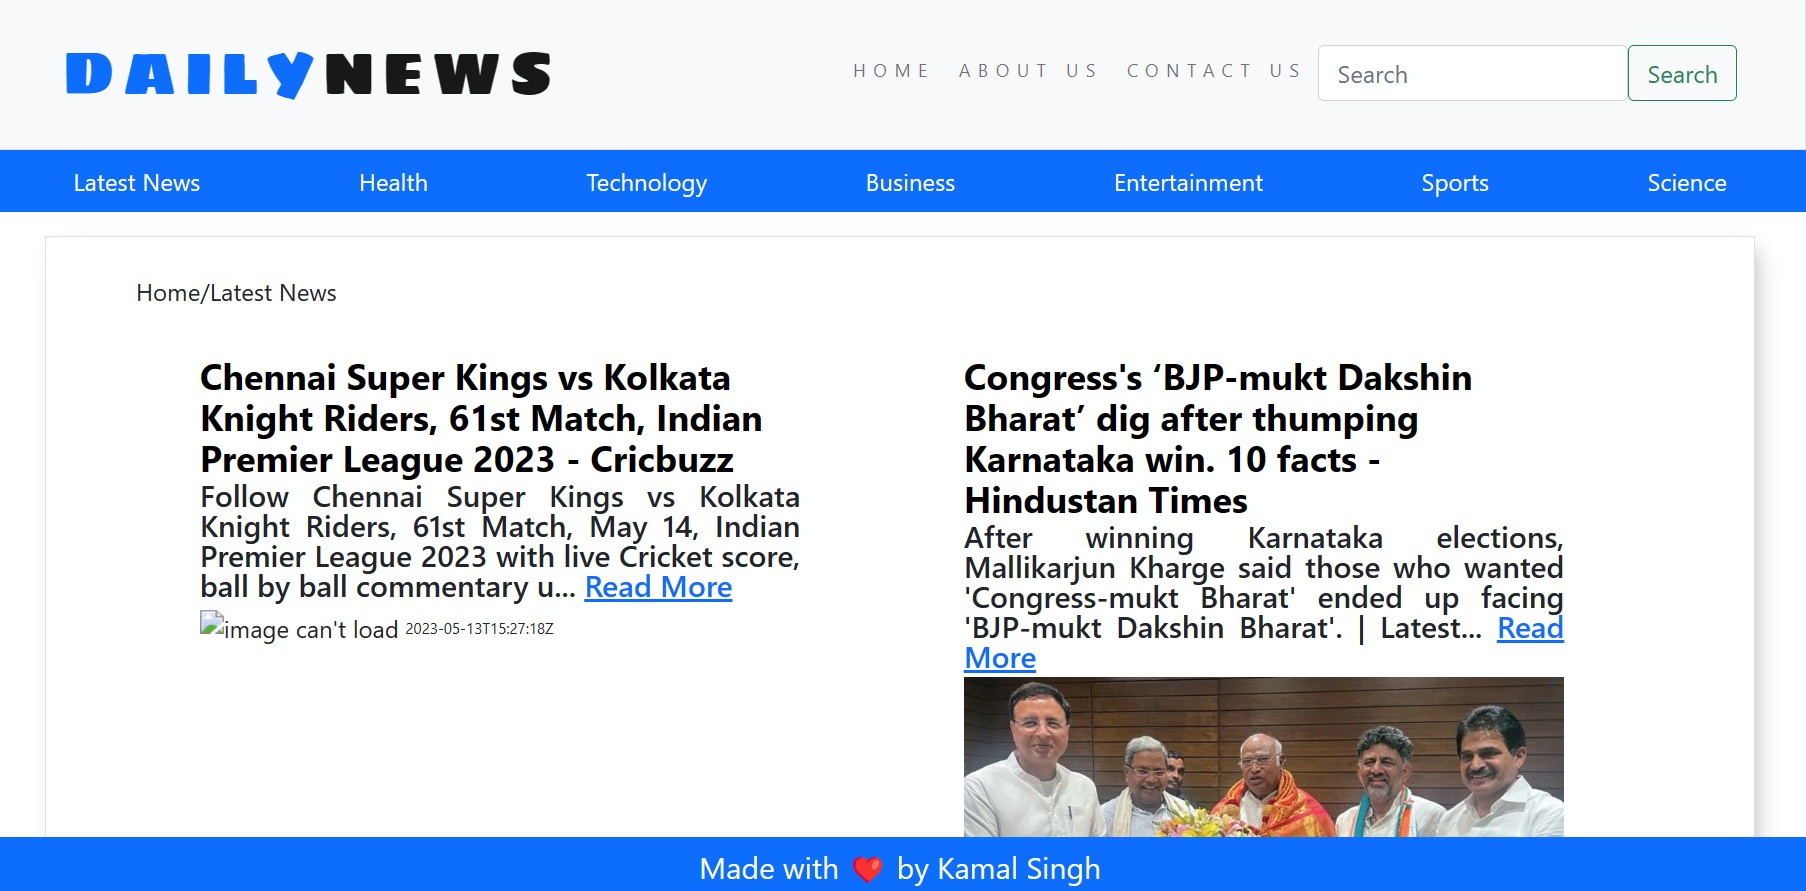 DAILYNEWS
HOME ABOUT US CONTACT US Search Search
Latest News Health Technology Business Entertainment Sports Science
Home/Latest News
Chennai Super Kings vs Kolkata
Knight Riders, 61st Match, Indian
Premier League 2023 - Cricbuzz
Follow Chennai Super Kings vs Kolkata
Knight Riders, 61st Match, May 14, Indian
Premier League 2023 with live Cricket score,
ball by ball commentary u... Read More
image can't load 2023-05-13T15:27:18Z
Congress's ‘BJP-mukt Dakshin
Bharat’ dig after thumping
Karnataka win. 10 facts -
Hindustan Times
After winning Karnataka elections,
Mallikarjun Kharge said those who wanted
'Congress-mukt Bharat' ended up facing
'BJP-mukt Dakshin Bharat'. | Latest... Read
More
Made with ❤️ by Kamal Singh